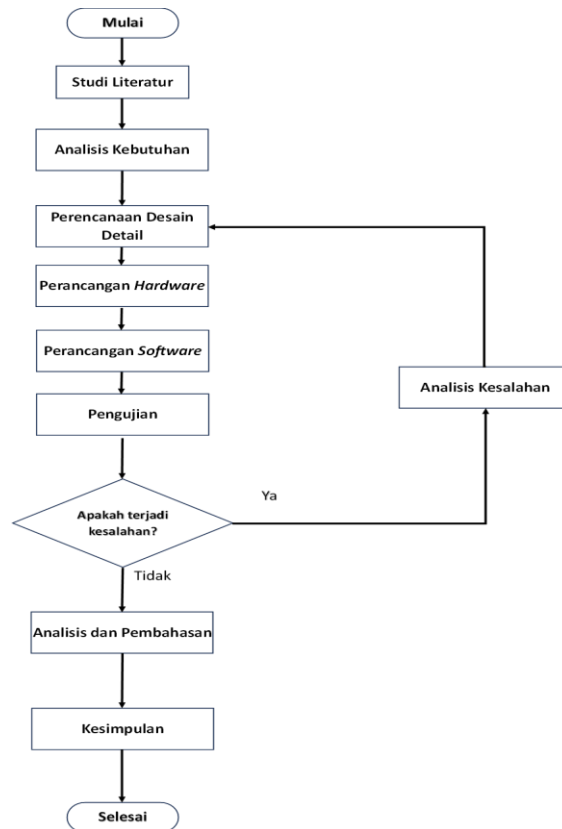 Mulai
Studi Literatur
Analisis Kebutuhan
Perencanaan Desain
Detail
Perancangan Hardware
Perancangan Software
Analisis Kesalahan
Pengujian
Ya
Apakah terjadi
kesalahan?
Tidak
Analisis dan Pembahasan
Kesimpulan
Selesai